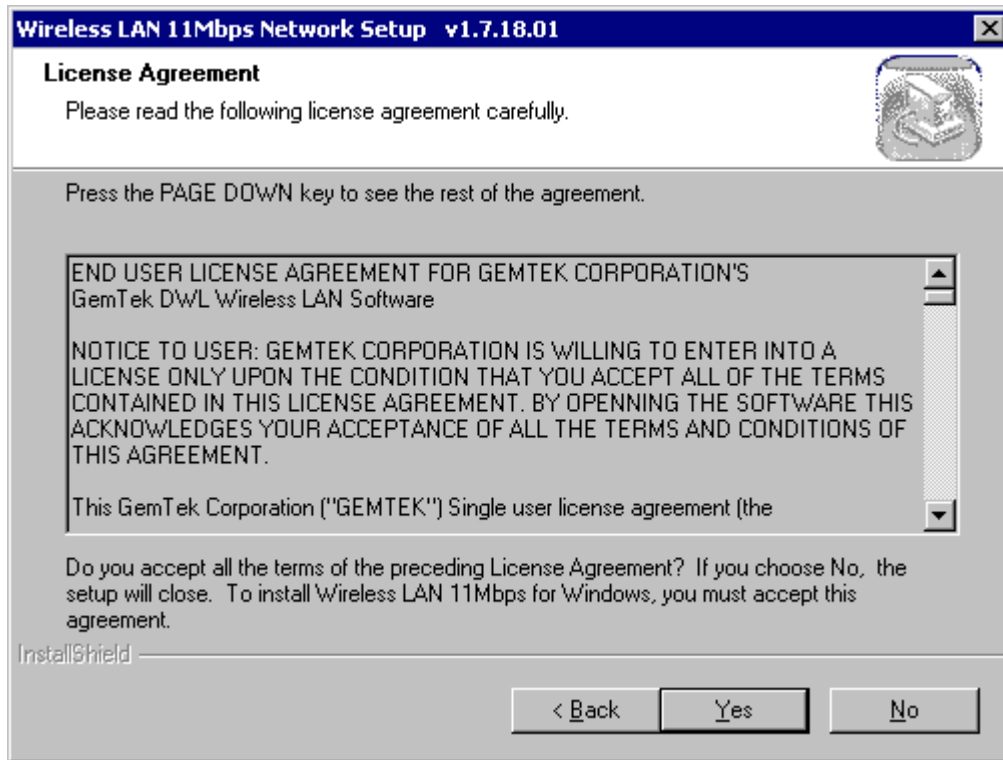 Wireless LAN 11Mbps Network Setup v1.7.18.01
License Agreement
Please read the following license agreement carefully.
Press the PAGE DOWN key to see the rest of the agreement.
END USER LICENSE AGREEMENT FOR GEMTEK CORPORATION'S
GemTek DWL Wireless LAN Software
NOTICE TO USER: GEMTEK CORPORATION IS WILLING TO ENTER INTO A
LICENSE ONLY UPON THE CONDITION THAT YOU ACCEPT ALL OF THE TERMS
CONTAINED IN THIS LICENSE AGREEMENT. BY OPENNING THE SOFTWARE THIS
ACKNOWLEDGES YOUR ACCEPTANCE OF ALL THE TERMS AND CONDITIONS OF
THIS AGREEMENT.
This GemTek Corporation ("GEMTEK") Single user license agreement (the
Do you accept all the terms of the preceding License Agreement? If you choose No, the
setup will close. To install Wireless LAN 11Mbps for Windows, you must accept this
agreement.
InstallShield
< Back Yes No